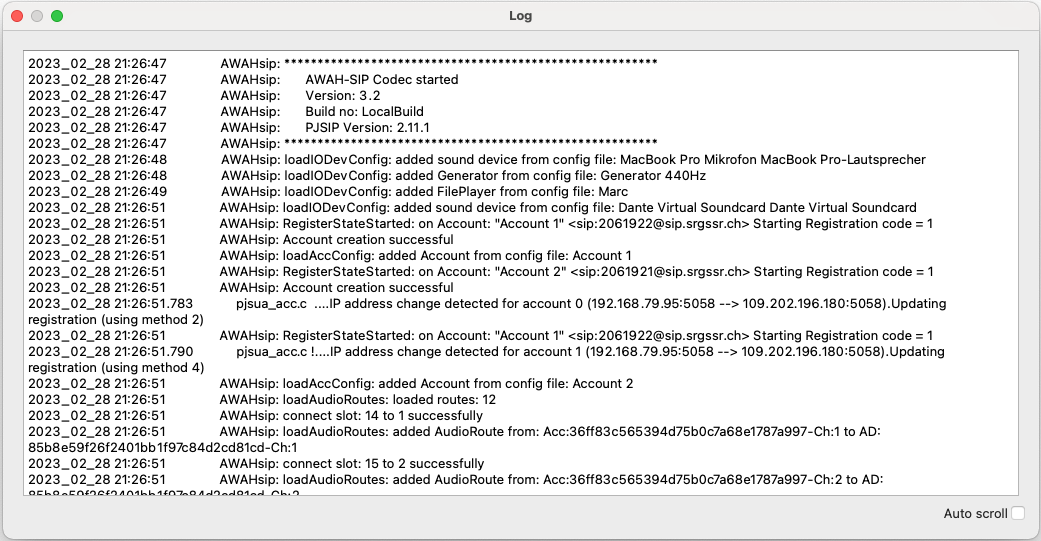 Log
2023_02_28 21:26:47 AWAHsip: ********************************************************
2023_02_28 21:26:47 AWAHsip: AWAH-SIP Codec started
2023_02_28 21:26:47 AWAHsip: Version: 3.2
2023_02_28 21:26:47 AWAHsip: Build no: LocalBuild
2023_02_28 21:26:47 AWAHsip: PJSIP Version: 2.11.1
2023_02_28 21:26:47 AWAHsip: ********************************************************
2023_02_28 21:26:48 AWAHsip: loadIODevConfig: added sound device from config file: MacBook Pro Mikrofon MacBook Pro-Lautsprecher
2023_02_28 21:26:48 AWAHsip: loadIODevConfig: added Generator from config file: Generator 440Hz
2023_02_28 21:26:49 AWAHsip: loadIODevConfig: added FilePlayer from config file: Marc
2023_02_28 21:26:51 AWAHsip: loadIODevConfig: added sound device from config file: Dante Virtual Soundcard Dante Virtual Soundcard
2023_02_28 21:26:51 AWAHsip: RegisterStateStarted: on Account: "Account 1" <sip:2061922@sip.srgssr.ch> Starting Registration code = 1
2023_02_28 21:26:51 AWAHsip: Account creation successful
2023_02_28 21:26:51 AWAHsip: loadAccConfig: added Account from config file: Account 1
2023_02_28 21:26:51 AWAHsip: RegisterStateStarted: on Account: "Account 2" <sip:2061921@sip.srgssr.ch> Starting Registration code = 1
2023_02_28 21:26:51 AWAHsip: Account creation successful
2023_02_28 21:26:51.783 pjsua_acc.c ....IP address change detected for account 0 (192.168.79.95:5058 --> 109.202.196.180:5058).Updating
registration (using method 2)
2023_02_28 21:26:51 AWAHsip: RegisterStateStarted: on Account: "Account 1" <sip:2061922@sip.srgssr.ch> Starting Registration code = 1
2023_02_28 21:26:51.790 pjsua_acc.c !....IP address change detected for account 1 (192.168.79.95:5058 --> 109.202.196.180:5058).Updating
registration (using method 4)
2023_02_28 21:26:51 AWAHsip: loadAccConfig: added Account from config file: Account 2
2023_02_28 21:26:51 AWAHsip: loadAudioRoutes: loaded routes: 12
2023_02_28 21:26:51 AWAHsip: connect slot: 14 to 1 successfully
2023_02_28 21:26:51 AWAHsip: loadAudioRoutes: added AudioRoute from: Acc:36ff83c565394d75b0c7a68e1787a997-Ch:1 to AD:
85b8e59f26f2401bb1f97c84d2cd81cd-Ch:1
2023_02_28 21:26:51 AWAHsip: connect slot: 15 to 2 successfully
2023_02_28 21:26:51 AWAHsip: loadAudioRoutes: added AudioRoute from: Acc:36ff83c565394d75b0c7a68e1787a997-Ch:2 to AD:
85b8e59f26f2401bb1f97c84d2cd81cd-Ch:2
Auto scroll